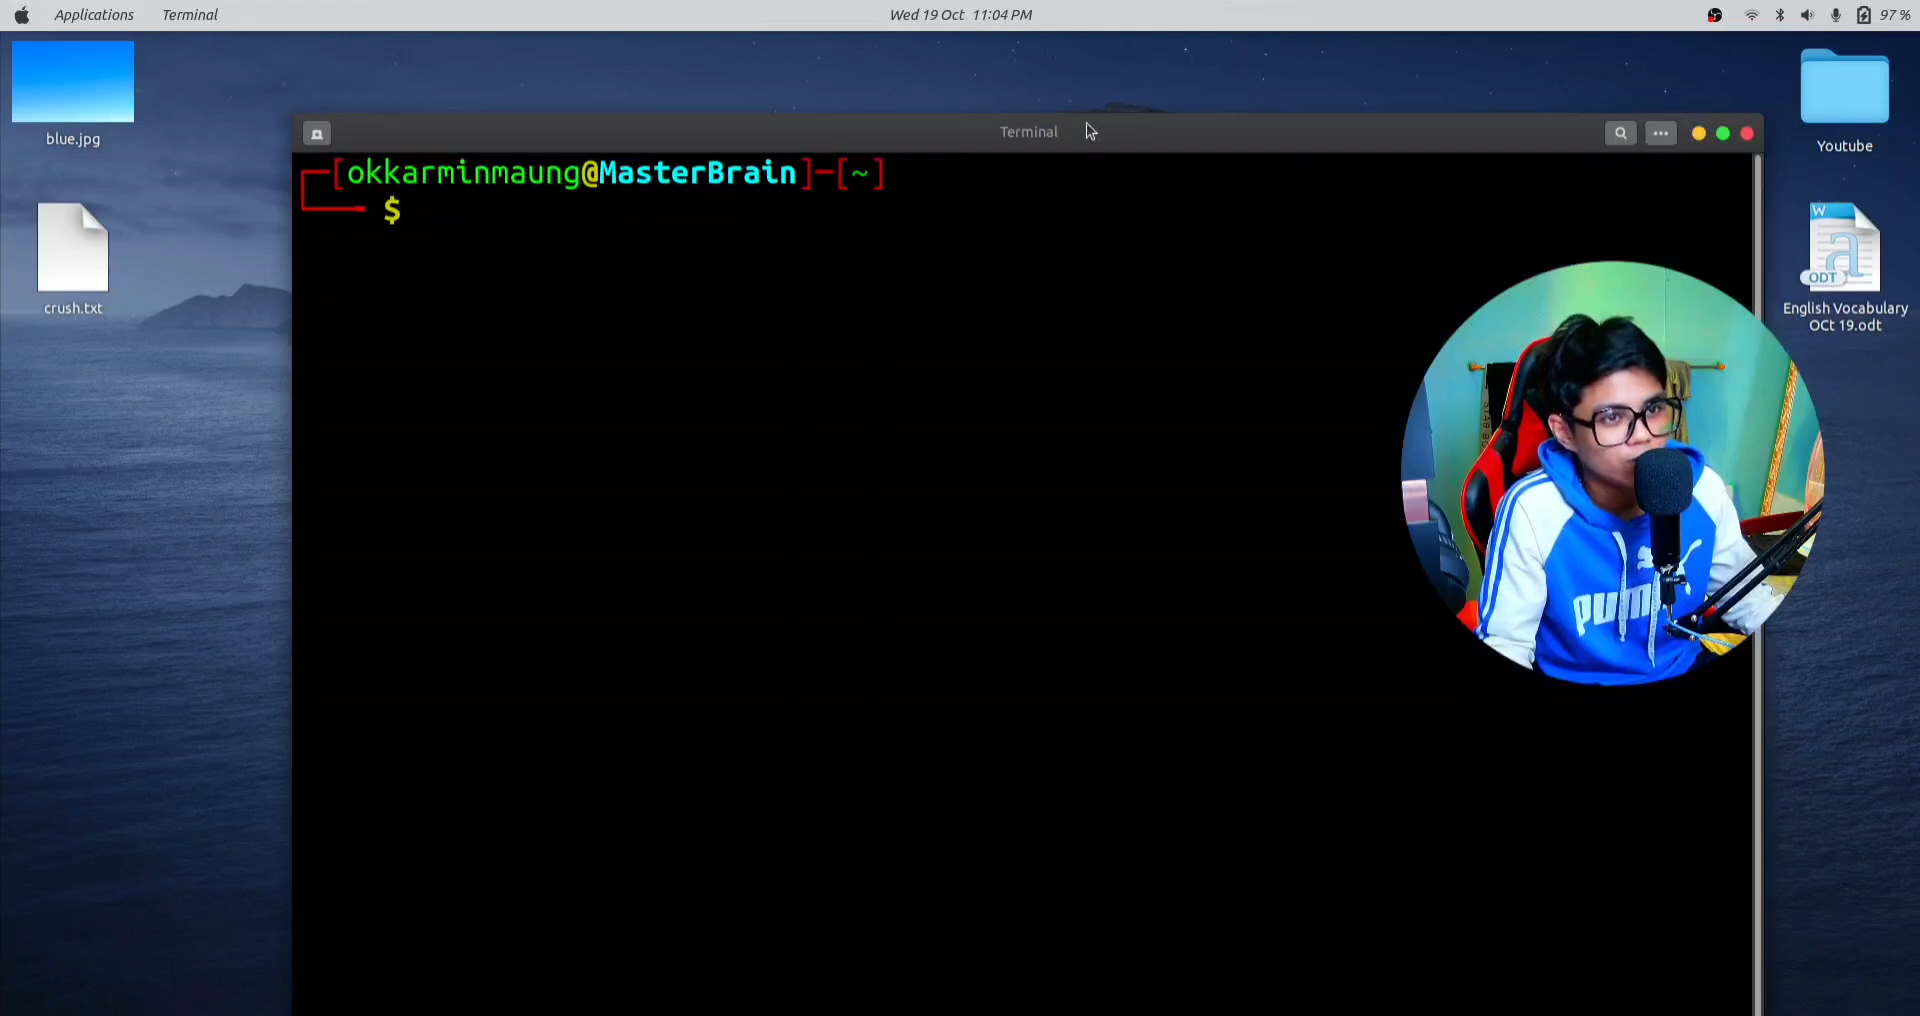 Applications Terminal Wed 19 Oct 11:04 PM 97 %
blue.jpg
Terminal
Youtube
┌─[okkarminmaung@MasterBrain]─[~]
└── $
crush.txt
W
a
ODT
English Vocabulary
OCt 19.odt
PUMA